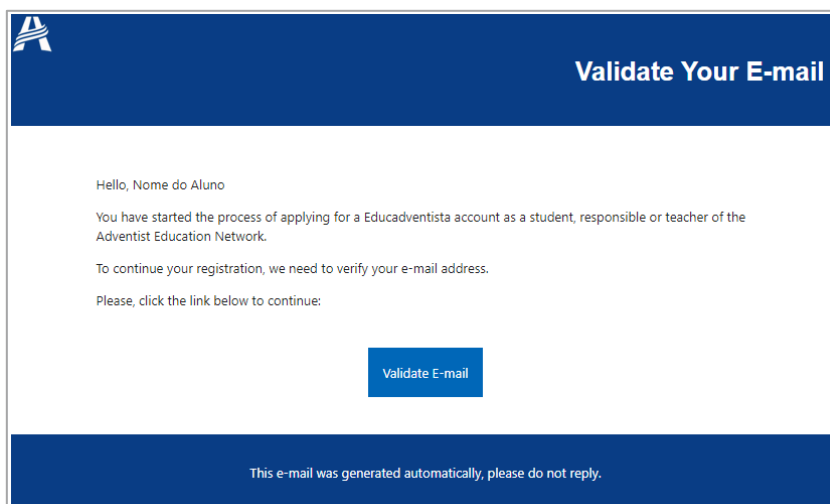 Validate Your E-mail
Hello, Nome do Aluno
You have started the process of applying for a Educadventista account as a student, responsible or teacher of the
Adventist Education Network.
To continue your registration, we need to verify your e-mail address.
Please, click the link below to continue:
Validate E-mail
This e-mail was generated automatically, please do not reply.